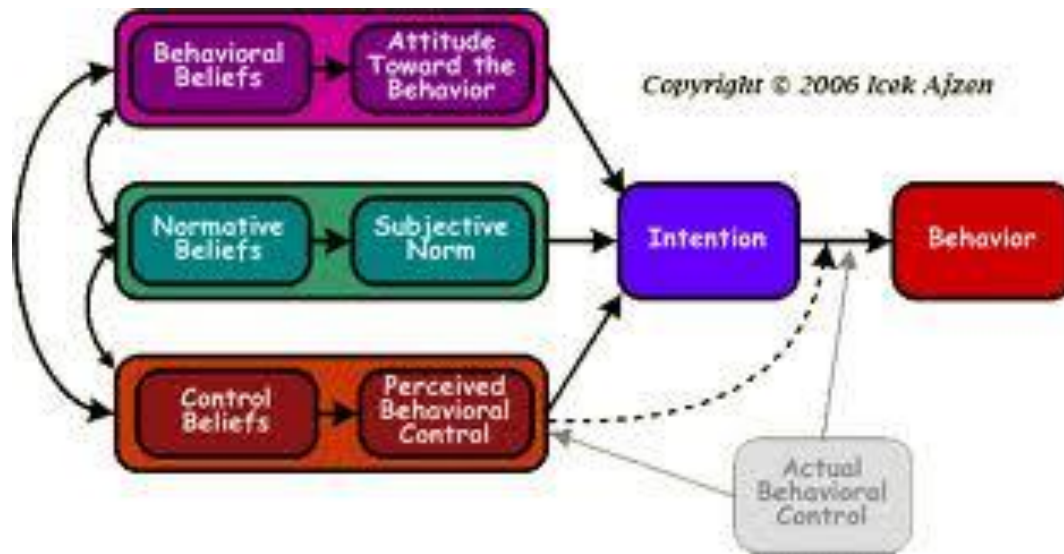 Behavioral
Beliefs
Attitude
Toward the
Behavior
Copyright © 2006 Icek Ajzen
Normative
Beliefs
Subjective
Norm
Intention
Behavior
Control
Beliefs
Perceived
Behavioral
Control
Actual
Behavioral
Control